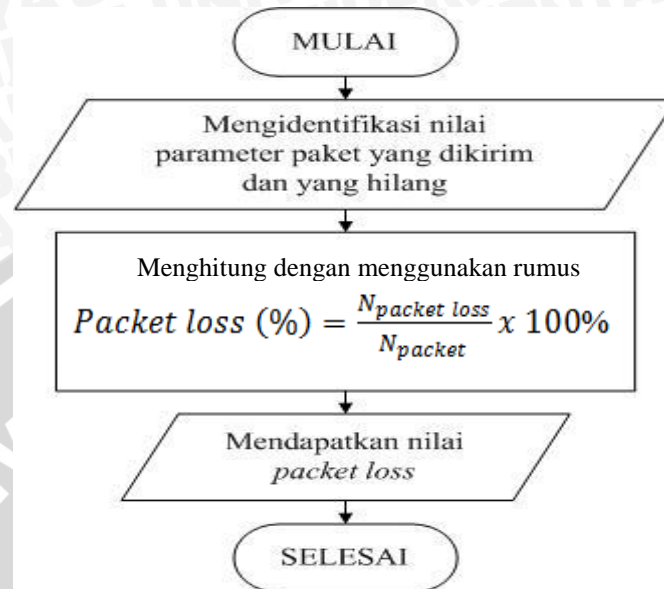 MULAI
Mengidentifikasi nilai
parameter paket yang dikirim
dan yang hilang
Menghitung dengan menggunakan rumus
Packet loss (%) = N_packet loss / N_packet x 100%
Mendapatkan nilai
packet loss
SELESAI